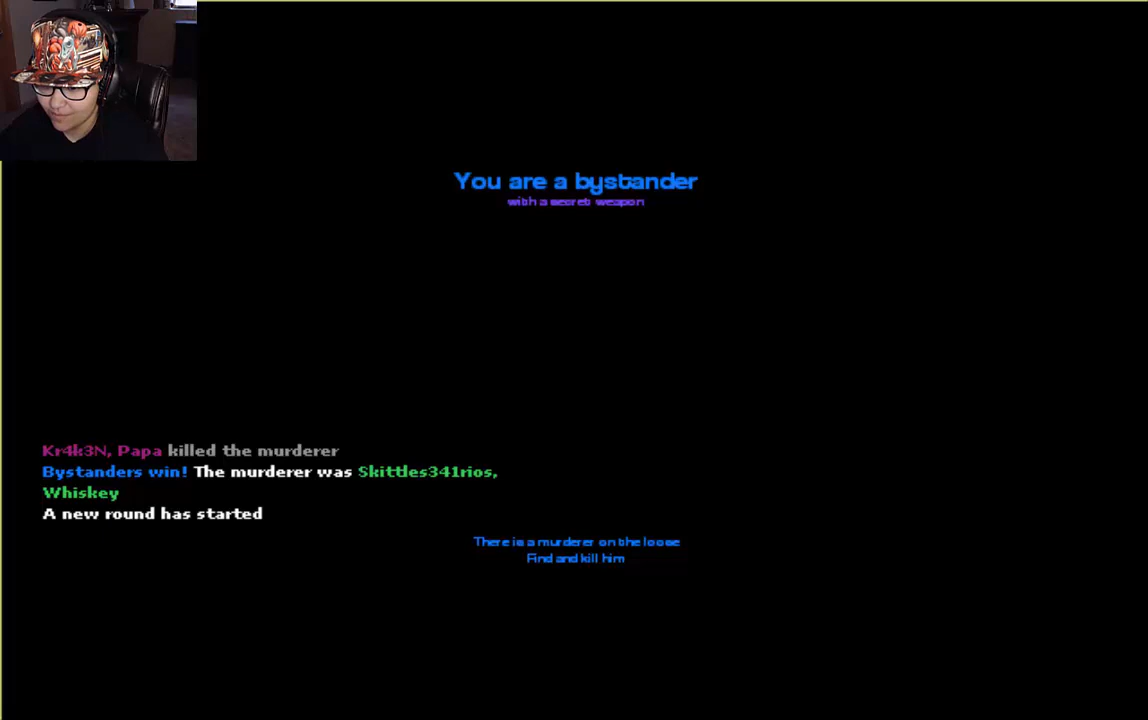 You are a bystander
with a secret weapon
Kr4k3N, Papa killed the murderer
Bystanders win! The murderer was Skittles341rios,
Whiskey
A new round has started
There is a murderer on the loose
Find and kill him